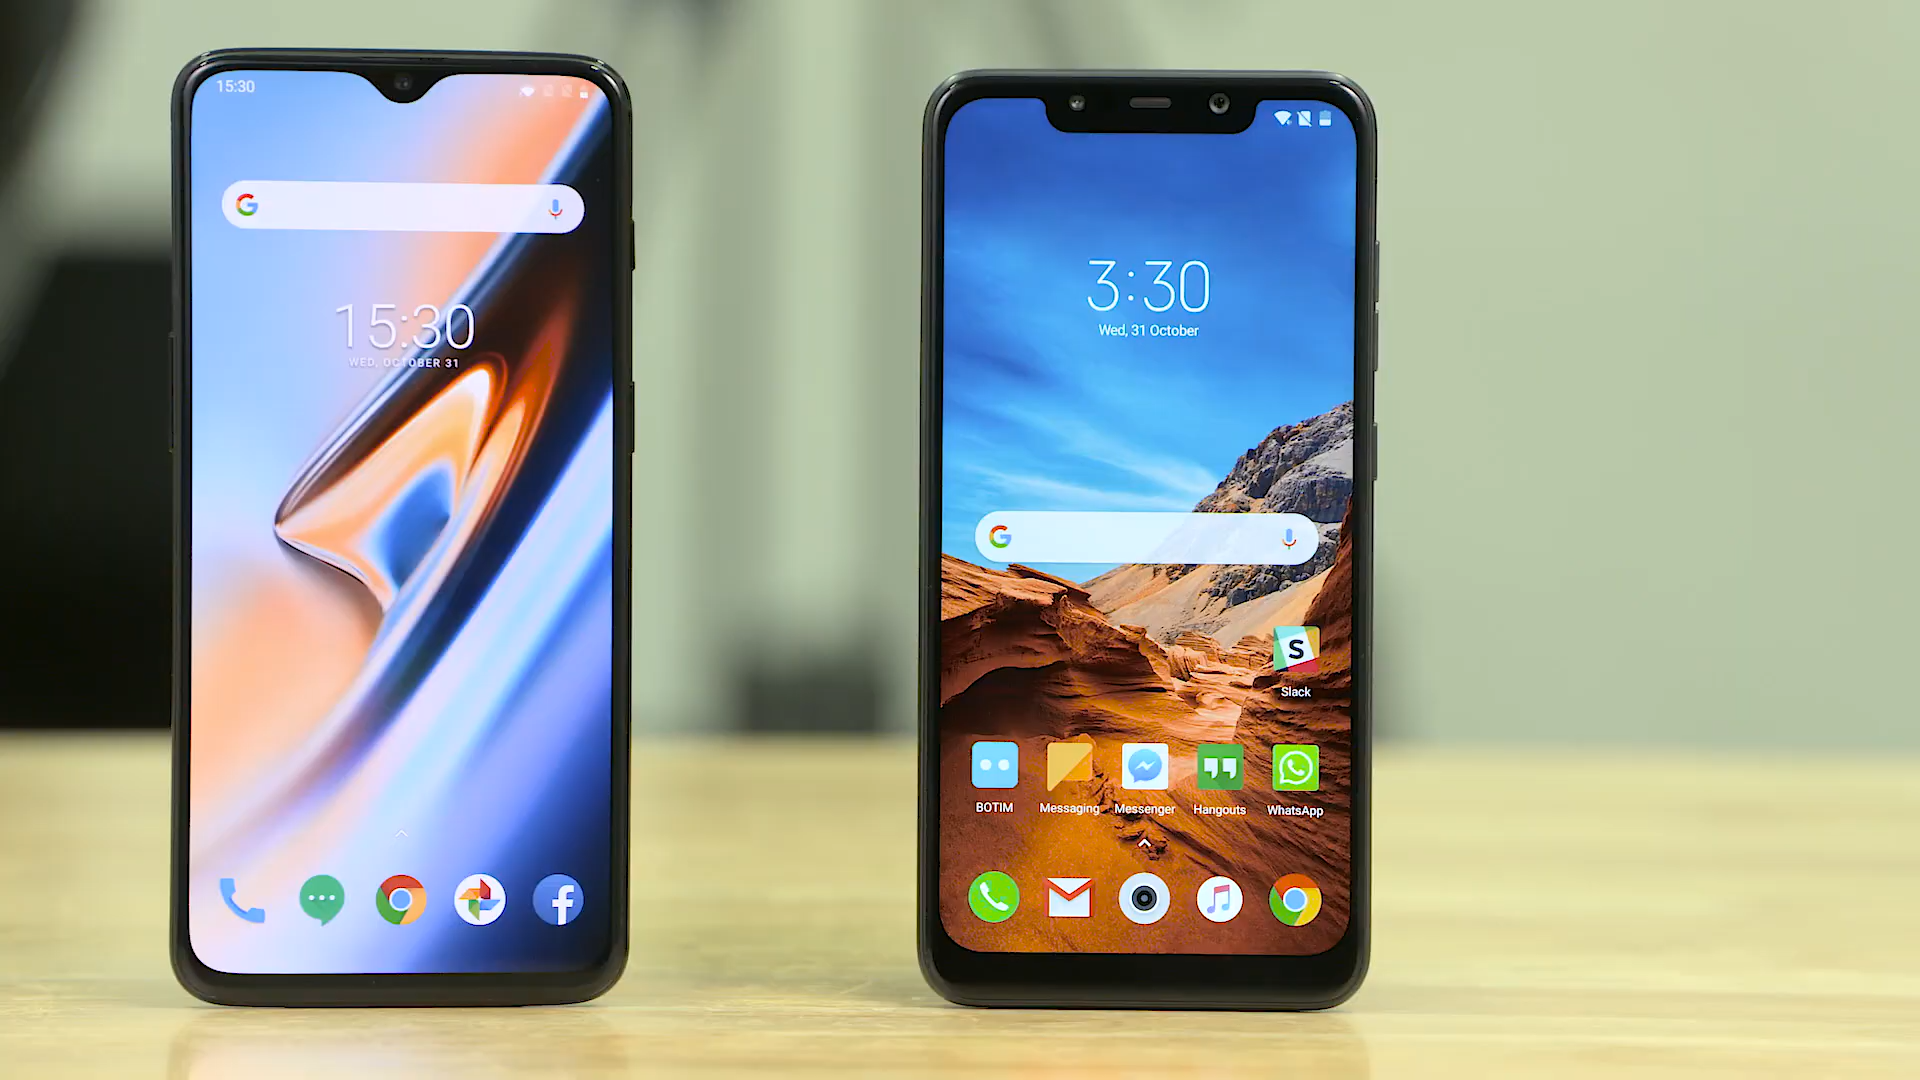 15:30
15:30
WED, OCTOBER 31
3:30
Wed, 31 October
S
Slack
BOTIM
Messaging
Messenger
Hangouts
WhatsApp